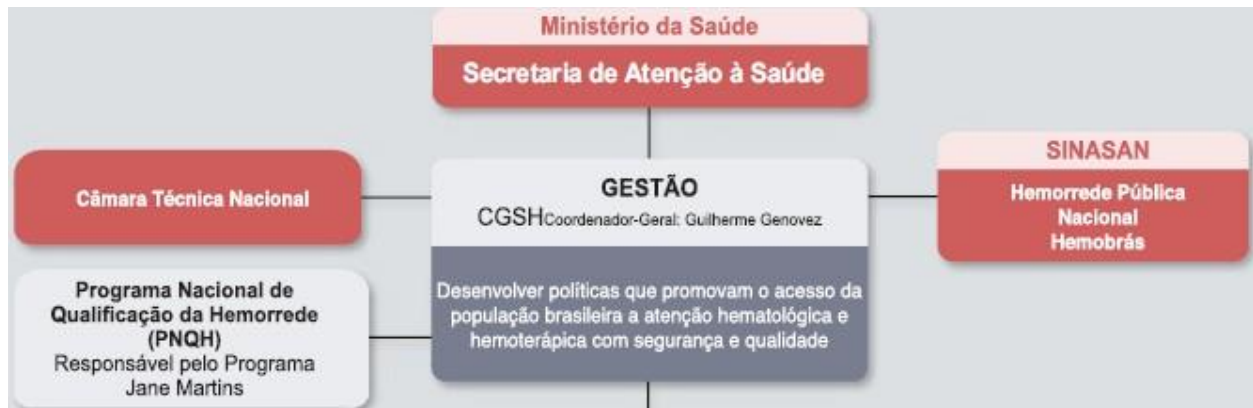 Ministério da Saúde
Secretaria de Atenção à Saúde
Câmara Técnica Nacional
GESTÃO
CGSHCoordenador-Geral: Guilherme Genovez
SINASAN
Hemorrede Pública
Nacional
Hemobrás
Programa Nacional de
Qualificação da Hemorrede
(PNQH)
Responsável pelo Programa
Jane Martins
Desenvolver políticas que promovam o acesso da
população brasileira a atenção hematológica e
hemoterápica com segurança e qualidade